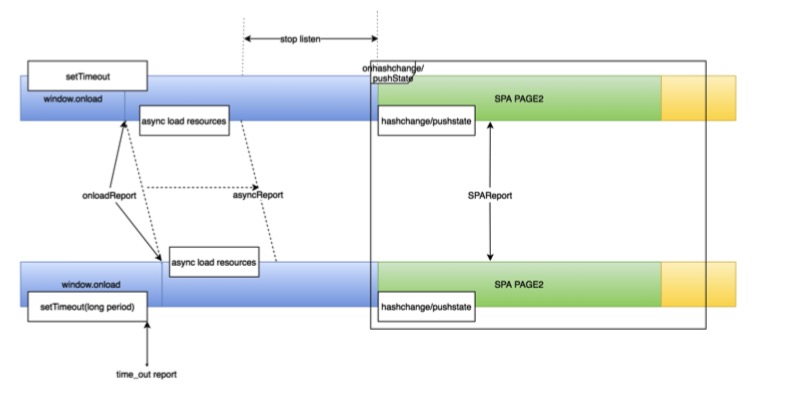 stop listen
onhashchange/
pushState
setTimeout
window.onload
SPA PAGE2
async load resources
hashchange/pushstate
onloadReport
asyncReport
SPAReport
async load resources
window.onload
SPA PAGE2
setTimeout(long period)
hashchange/pushstate
time_out report